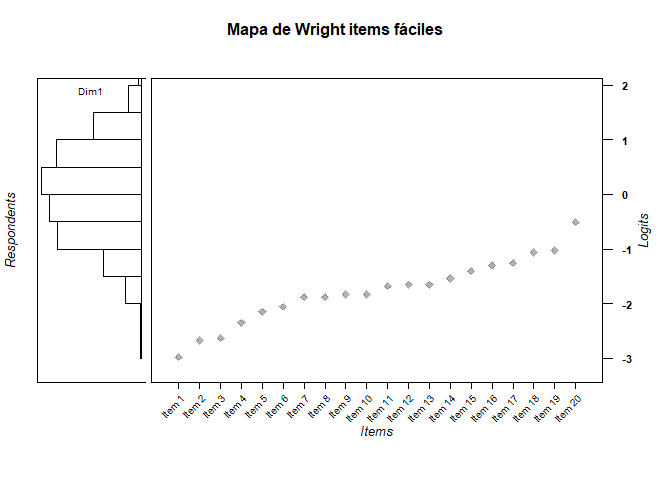 Mapa de Wright items fáciles
Respondents
Dim1
2
1
0
-1
-2
-3
Logits
Item 1
Item 2
Item 3
Item 4
Item 5
Item 6
Item 7
Item 8
Item 9
Item 10
Item 11
Item 12
Item 13
Item 14
Item 15
Item 16
Item 17
Item 18
Item 19
Item 20
Items